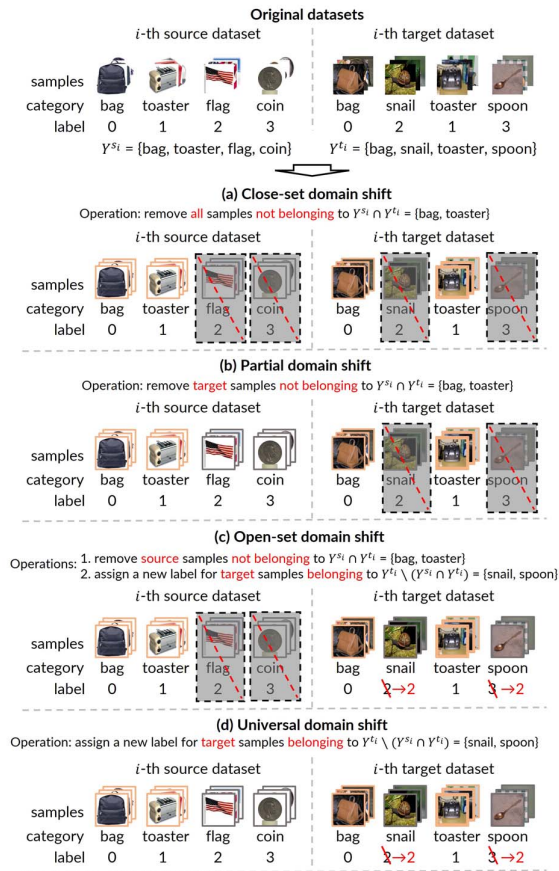 Original datasets
i-th source dataset i-th target dataset
samples
category bag toaster flag coin bag snail toaster spoon
label 0 1 2 3 0 2 1 3
Y^{s_i} = {bag, toaster, flag, coin} Y^{t_i} = {bag, snail, toaster, spoon}
(a) Close-set domain shift
Operation: remove all samples not belonging to Y^{s_i} ∩ Y^{t_i} = {bag, toaster}
i-th source dataset i-th target dataset
samples
category bag toaster flag coin bag snail toaster spoon
label 0 1 2 3 0 2 1 3
(b) Partial domain shift
Operation: remove target samples not belonging to Y^{s_i} ∩ Y^{t_i} = {bag, toaster}
i-th source dataset i-th target dataset
samples
category bag toaster flag coin bag snail toaster spoon
label 0 1 2 3 0 2 1 3
(c) Open-set domain shift
Operations: 1. remove source samples not belonging to Y^{s_i} ∩ Y^{t_i} = {bag, toaster}
2. assign a new label for target samples belonging to Y^{t_i} \ (Y^{s_i} ∩ Y^{t_i}) = {snail, spoon}
i-th source dataset i-th target dataset
samples
category bag toaster flag coin bag snail toaster spoon
label 0 1 2 3 0 2→2 1 3→2
(d) Universal domain shift
Operation: assign a new label for target samples belonging to Y^{t_i} \ (Y^{s_i} ∩ Y^{t_i}) = {snail, spoon}
i-th source dataset i-th target dataset
samples
category bag toaster flag coin bag snail toaster spoon
label 0 1 2 3 0 2→2 1 3→2